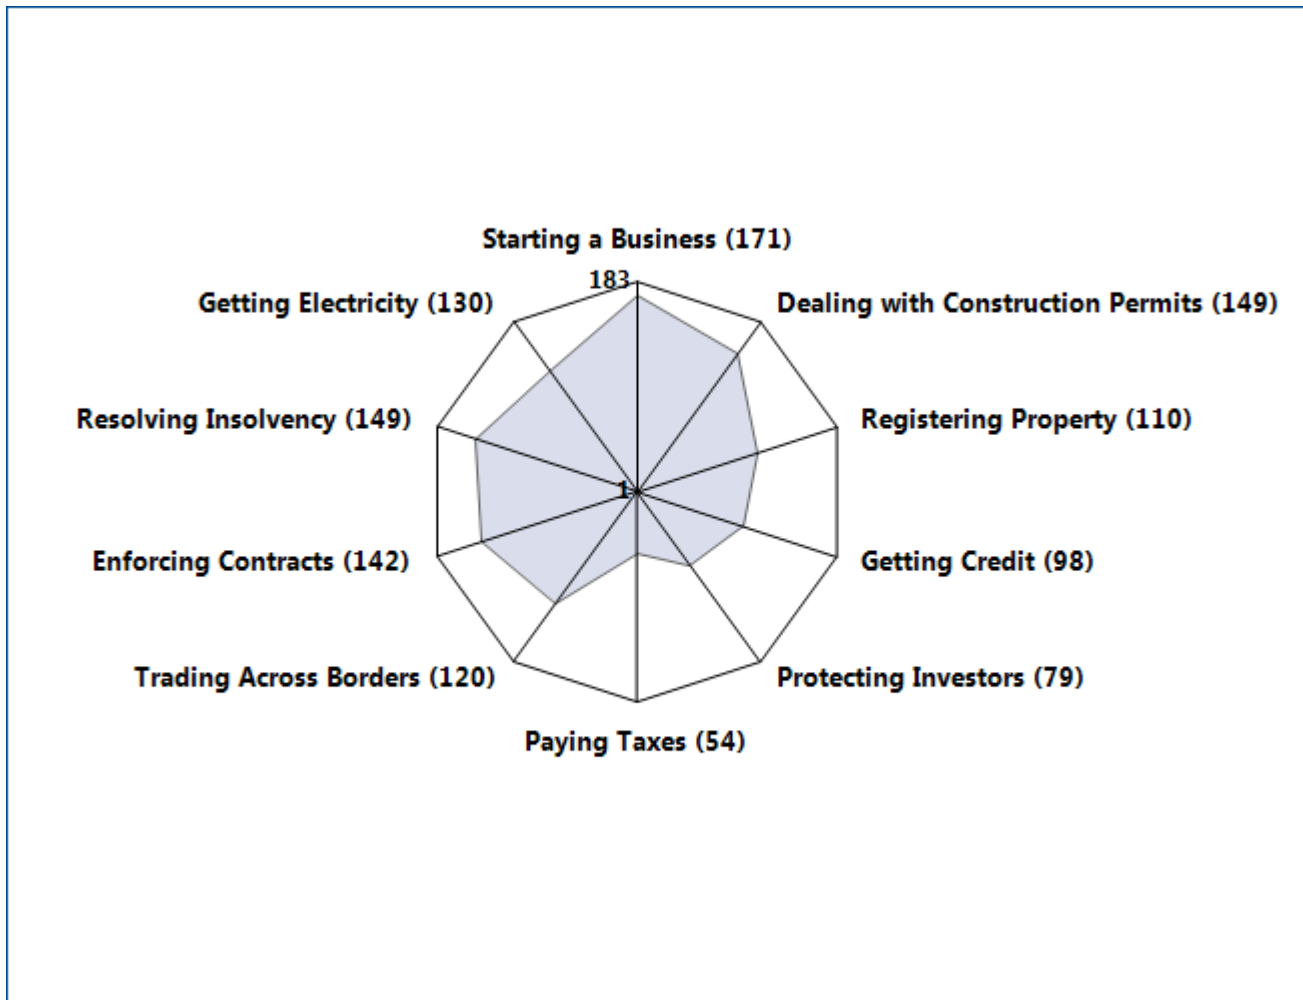 Starting a Business (171)
183
Getting Electricity (130)
Dealing with Construction Permits (149)
Resolving Insolvency (149)
Registering Property (110)
1
Enforcing Contracts (142)
Getting Credit (98)
Trading Across Borders (120)
Protecting Investors (79)
Paying Taxes (54)